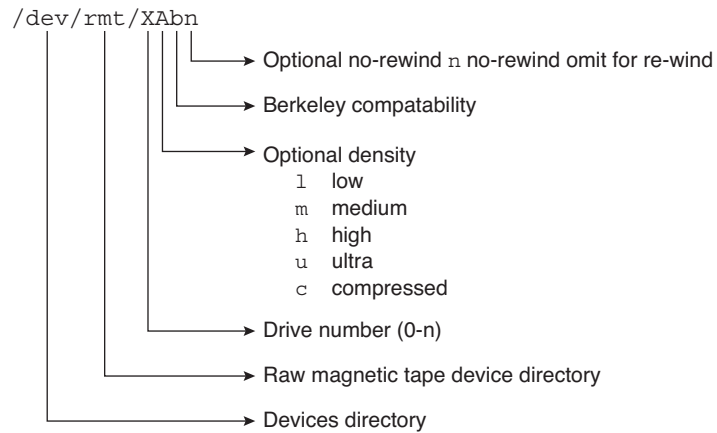 /dev/rmt/XAbn
Optional no-rewind n no-rewind omit for re-wind
Berkeley compatability
Optional density
l low
m medium
h high
u ultra
c compressed
Drive number (0-n)
Raw magnetic tape device directory
Devices directory